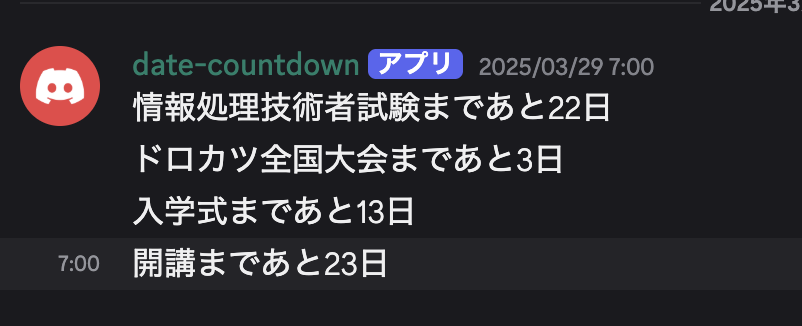 2025年3
date-countdown アプリ 2025/03/29 7:00
情報処理技術者試験まであと22日
ドロカツ全国大会まであと3日
入学式まであと13日
7:00 開講まであと23日